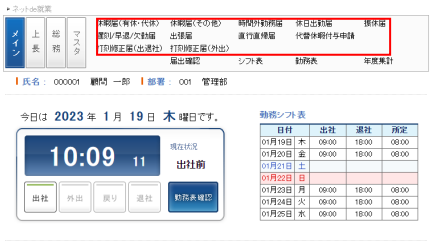 ネットde就業
メイン 上長 総務 マスタ
休暇届(有休・代休) 休暇届(その他) 時間外勤務届 休日出勤届 振休届
遅刻/早退/欠勤届 出張届 直行直帰届 代替休暇付与申請
打刻修正届(出退社) 打刻修正届(外出)
届出確認 シフト表 勤務表 年度集計
氏名: 000001 顧問 一郎 部署: 001 管理部
今日は 2023 年 1 月 19 日 木 曜日です。
10:09 11
現在状況
出社前
出社 外出 戻り 退社 勤務表確認
勤務シフト表
日付 出社 退社 所定
01月19日 木 09:00 18:00 08:00
01月20日 金 09:00 18:00 08:00
01月21日 土
01月22日 日
01月23日 月 09:00 18:00 08:00
01月24日 火 09:00 18:00 08:00
01月25日 水 09:00 18:00 08:00